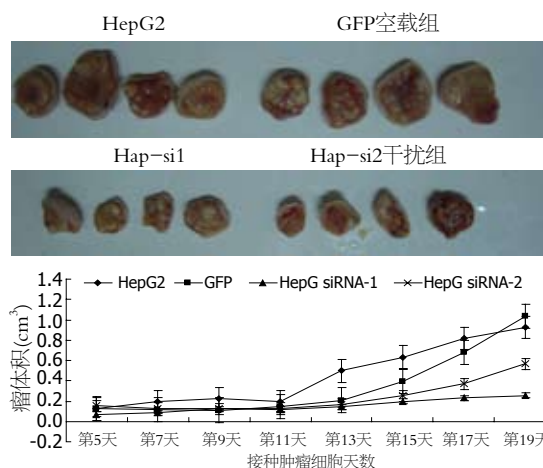 HepG2 GFP空载组
Hap-si1 Hap-si2干扰组
HepG2 GFP HepG siRNA-1 HepG siRNA-2
瘤体积(cm³)
1.4
1.2
1.0
0.8
0.6
0.4
0.2
0.0
-0.2
第5天 第7天 第9天 第11天 第13天 第15天 第17天 第19天
接种肿瘤细胞天数